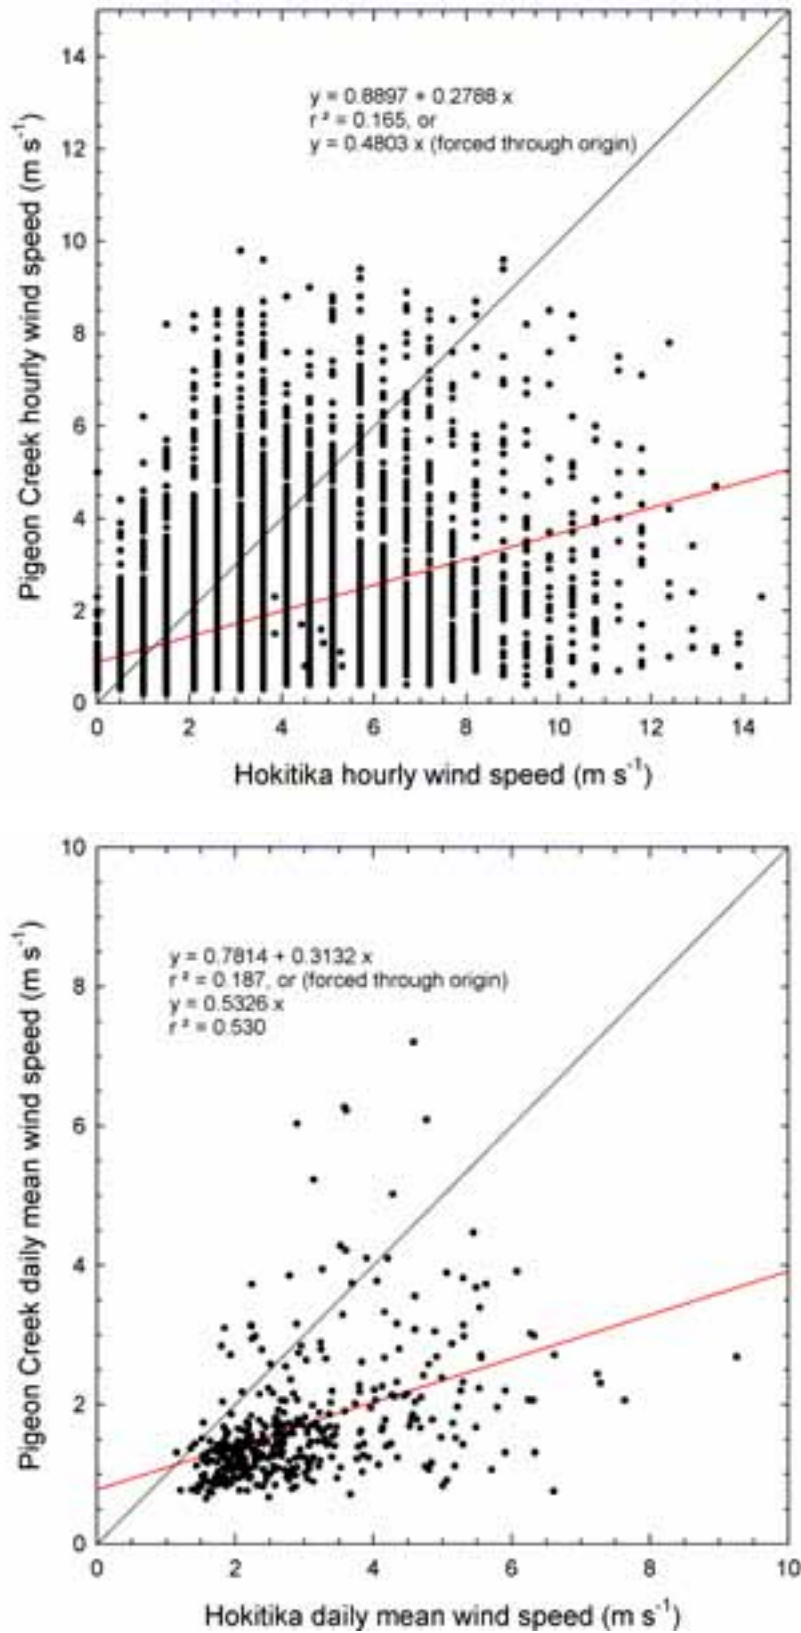 14
12
10
8
6
4
2
0
Pigeon Creek hourly wind speed (m s⁻¹)
y = 0.8897 + 0.2788 x
r ² = 0.165, or
y = 0.4803 x (forced through origin)
0 2 4 6 8 10 12 14
Hokitika hourly wind speed (m s⁻¹)
10
8
6
4
2
0
Pigeon Creek daily mean wind speed (m s⁻¹)
y = 0.7814 + 0.3132 x
r ² = 0.187, or (forced through origin)
y = 0.5326 x
r ² = 0.530
0 2 4 6 8 10
Hokitika daily mean wind speed (m s⁻¹)